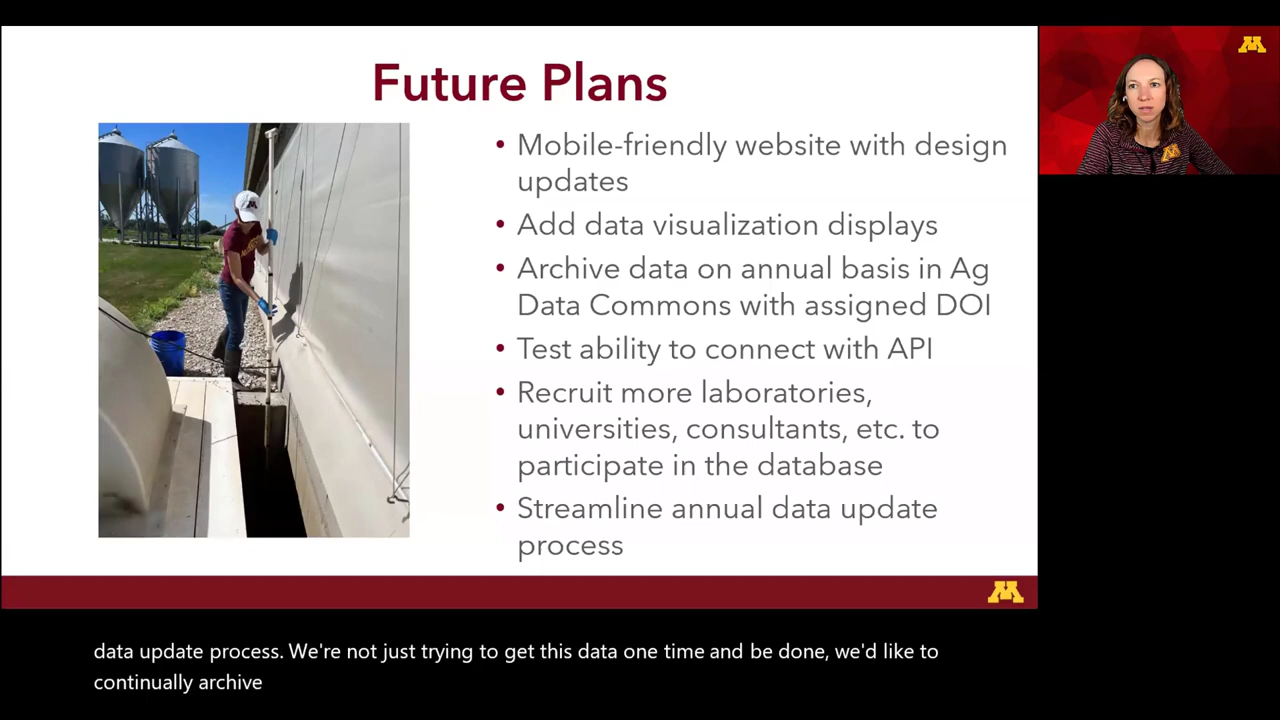 Future Plans
• Mobile-friendly website with design
updates
• Add data visualization displays
• Archive data on annual basis in Ag
Data Commons with assigned DOI
• Test ability to connect with API
• Recruit more laboratories,
universities, consultants, etc. to
participate in the database
• Streamline annual data update
process
M
M
data update process. We're not just trying to get this data one time and be done, we'd like to
continually archive